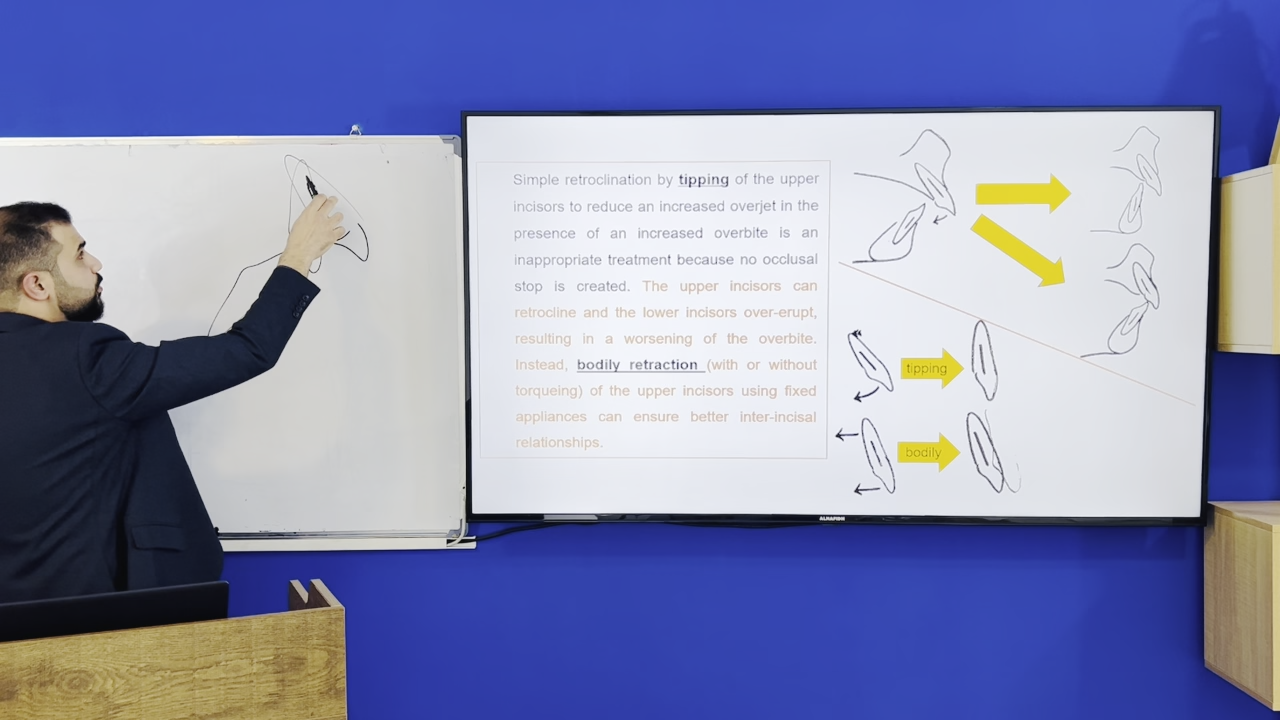 Simple retroclination by tipping of the upper
incisors to reduce an increased overjet in the
presence of an increased overbite is an
inappropriate treatment because no occlusal
stop is created. The upper incisors can
retrocline and the lower incisors over-erupt,
resulting in a worsening of the overbite.
Instead, bodily retraction (with or without
torqueing) of the upper incisors using fixed
appliances can ensure better inter-incisal
relationships.
tipping
bodily